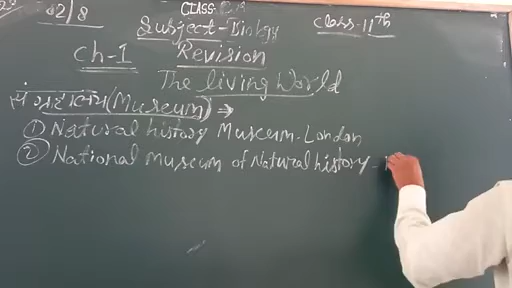 02/8 Subject-Biology Class-11th
Ch-1 Revision
The living World
संग्रहालय (Museum) →
① Natural history Museum-London
② National museum of Natural history -